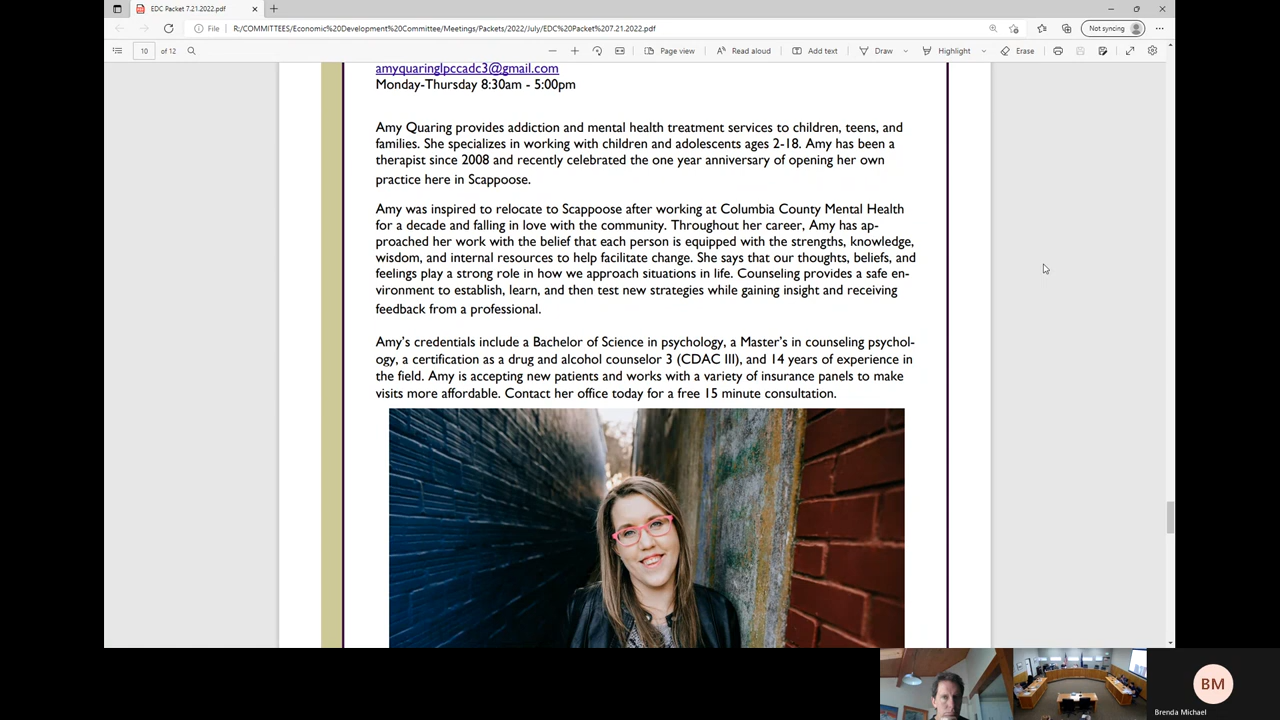 EDC Packet 7.21.2022.pdf
File
R:/COMMITTEES/Economic%20Development%20Committee/Meetings/Packets/2022/July/EDC%20Packet%207.21.2022.pdf
Not syncing
10 of 12
Page view
Read aloud
Add text
Draw
Highlight
Erase
amyquaringlpccadc3@gmail.com
Monday-Thursday 8:30am - 5:00pm
Amy Quaring provides addiction and mental health treatment services to children, teens, and
families. She specializes in working with children and adolescents ages 2-18. Amy has been a
therapist since 2008 and recently celebrated the one year anniversary of opening her own
practice here in Scappoose.
Amy was inspired to relocate to Scappoose after working at Columbia County Mental Health
for a decade and falling in love with the community. Throughout her career, Amy has ap-
proached her work with the belief that each person is equipped with the strengths, knowledge,
wisdom, and internal resources to help facilitate change. She says that our thoughts, beliefs, and
feelings play a strong role in how we approach situations in life. Counseling provides a safe en-
vironment to establish, learn, and then test new strategies while gaining insight and receiving
feedback from a professional.
Amy's credentials include a Bachelor of Science in psychology, a Master's in counseling psychol-
ogy, a certification as a drug and alcohol counselor 3 (CDAC III), and 14 years of experience in
the field. Amy is accepting new patients and works with a variety of insurance panels to make
visits more affordable. Contact her office today for a free 15 minute consultation.
BM
Brenda Michael